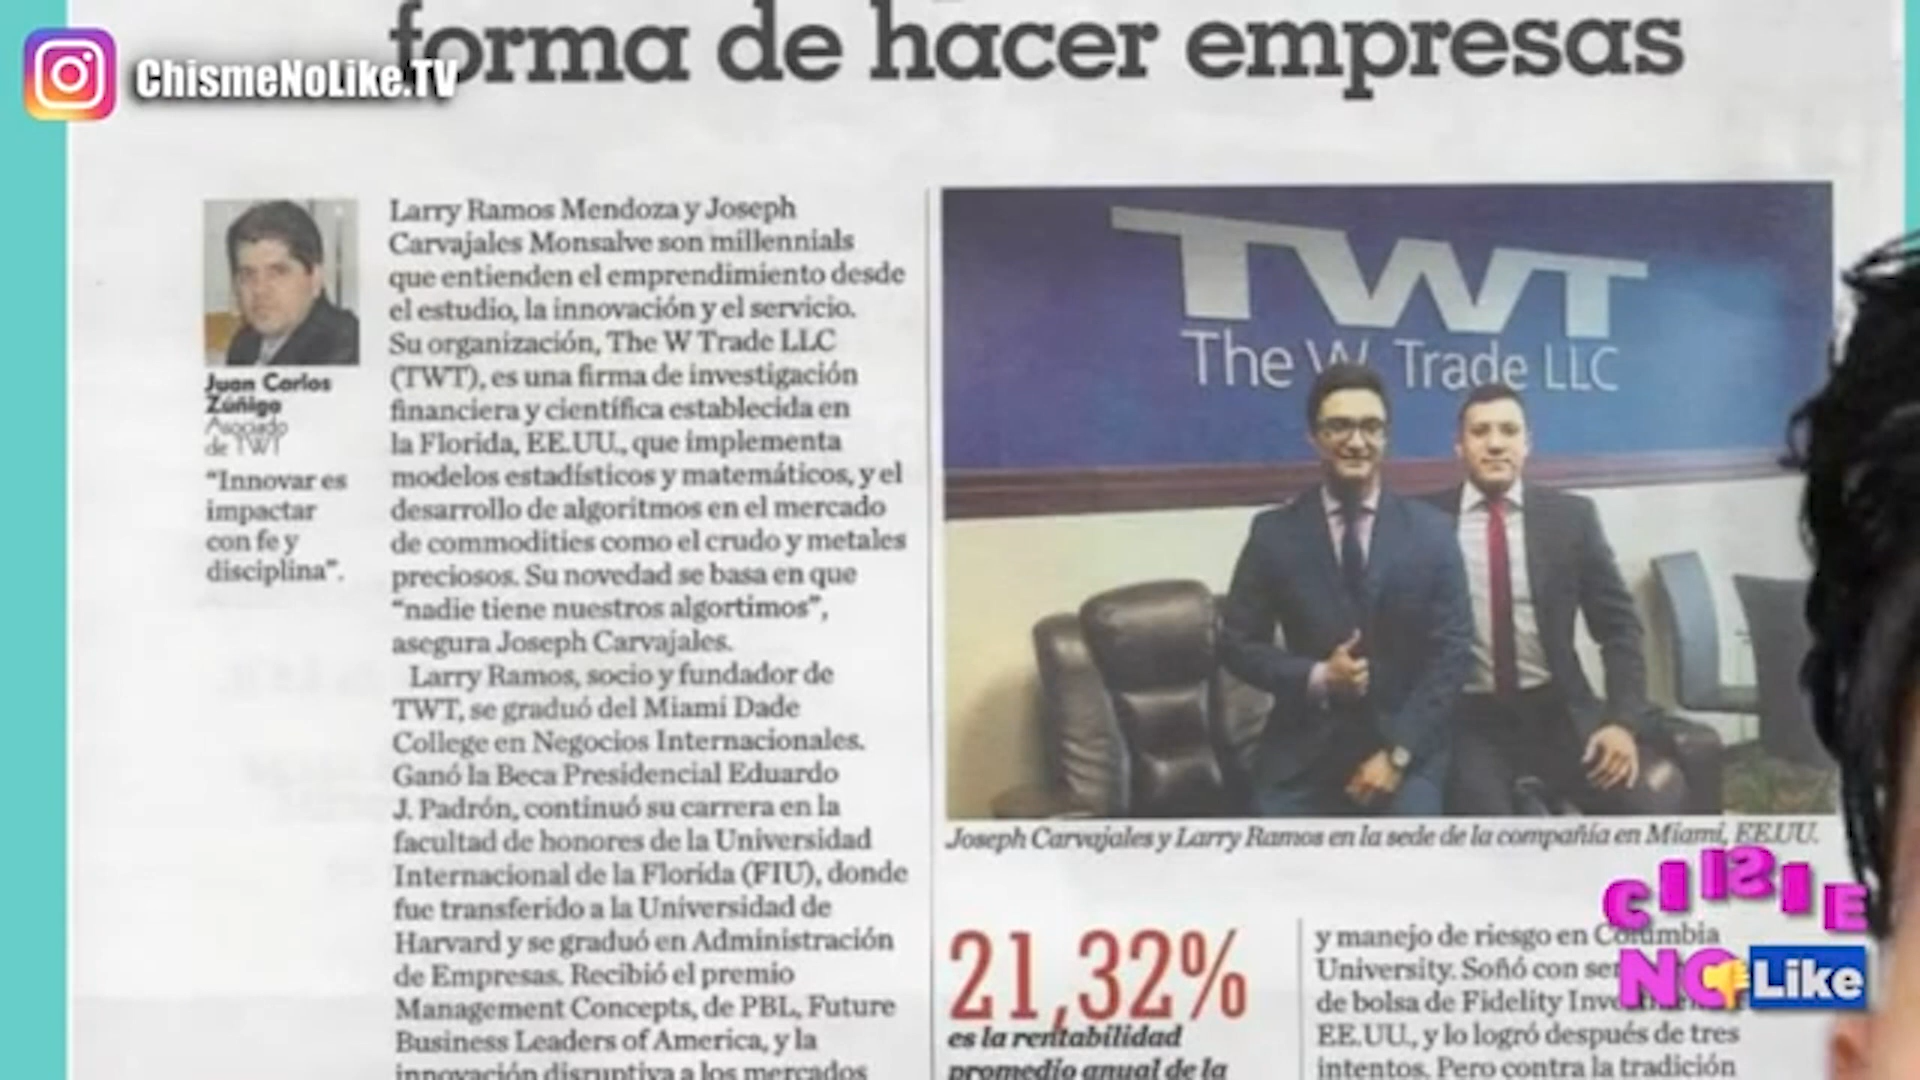 forma de hacer empresas
ChismeNoLike.TV
Juan Carlos
Zúñiga
Asociado
de TWT
“Innovar es
impactar
con fe y
disciplina”.
Larry Ramos Mendoza y Joseph
Carvajales Monsalve son millennials
que entienden el emprendimiento desde
el estudio, la innovación y el servicio.
Su organización, The W Trade LLC
(TWT), es una firma de investigación
financiera y científica establecida en
la Florida, EE.UU., que implementa
modelos estadísticos y matemáticos, y el
desarrollo de algoritmos en el mercado
de commodities como el crudo y metales
preciosos. Su novedad se basa en que
“nadie tiene nuestros algortimos”,
asegura Joseph Carvajales.
Larry Ramos, socio y fundador de
TWT, se graduó del Miami Dade
College en Negocios Internacionales.
Ganó la Beca Presidencial Eduardo
J. Padrón, continuó su carrera en la
facultad de honores de la Universidad
Internacional de la Florida (FIU), donde
fue transferido a la Universidad de
Harvard y se graduó en Administración
de Empresas. Recibió el premio
Management Concepts, de PBL, Future
Business Leaders of America, y la
innovación disruptiva a los mercados
TWT
The W Trade LLC
Joseph Carvajales y Larry Ramos en la sede de la compañía en Miami, EE.UU.
21,32%
es la rentabilidad
promedio anual de la
y manejo de riesgo en Columbia
University. Soñó con ser
de bolsa de Fidelity
EE.UU., y lo logró después de tres
intentos. Pero contra la tradición
NO Like